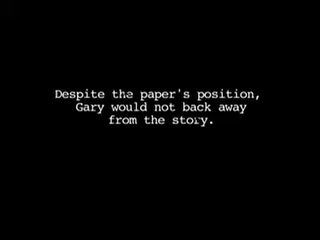 Despite the paper's position,
Gary would not back away
from the story.